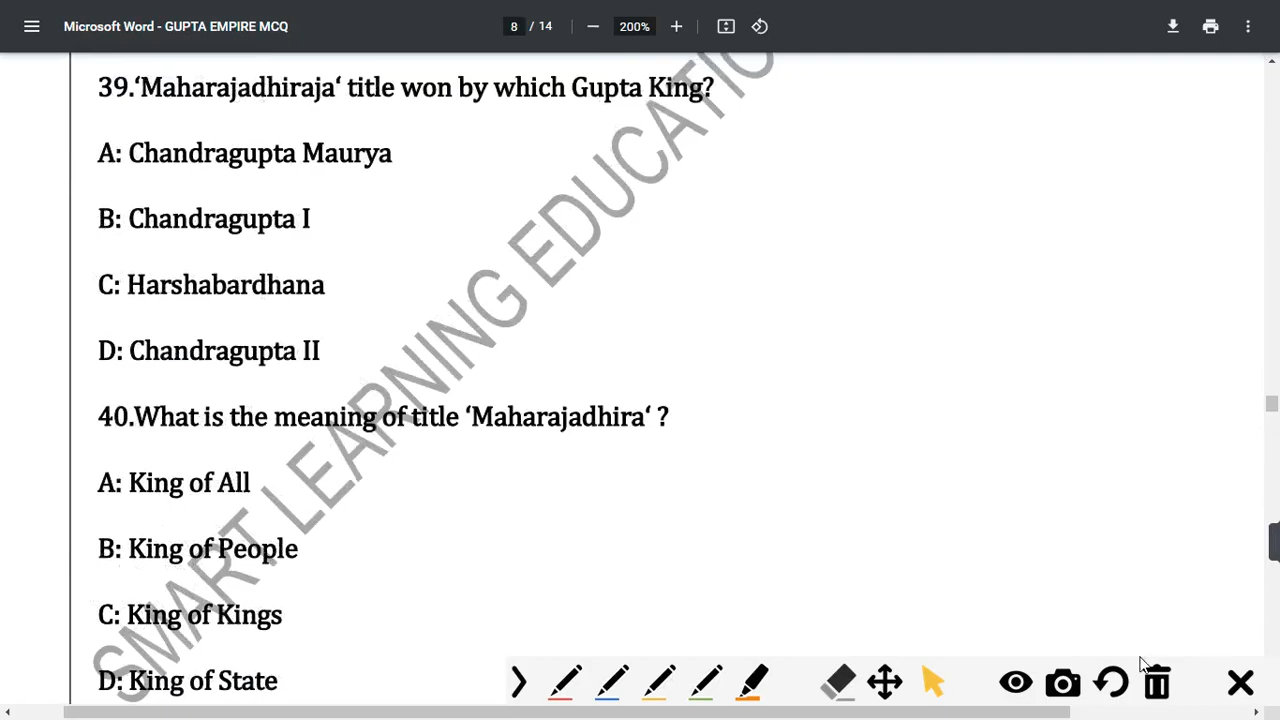 Microsoft Word - GUPTA EMPIRE MCQ
8 / 14
200%
39.‘Maharajadhiraja‘ title won by which Gupta King?
A: Chandragupta Maurya
B: Chandragupta I
C: Harshabardhana
D: Chandragupta II
40.What is the meaning of title ‘Maharajadhira‘ ?
A: King of All
B: King of People
C: King of Kings
D: King of State
SMART LEARNING EDUCATIO